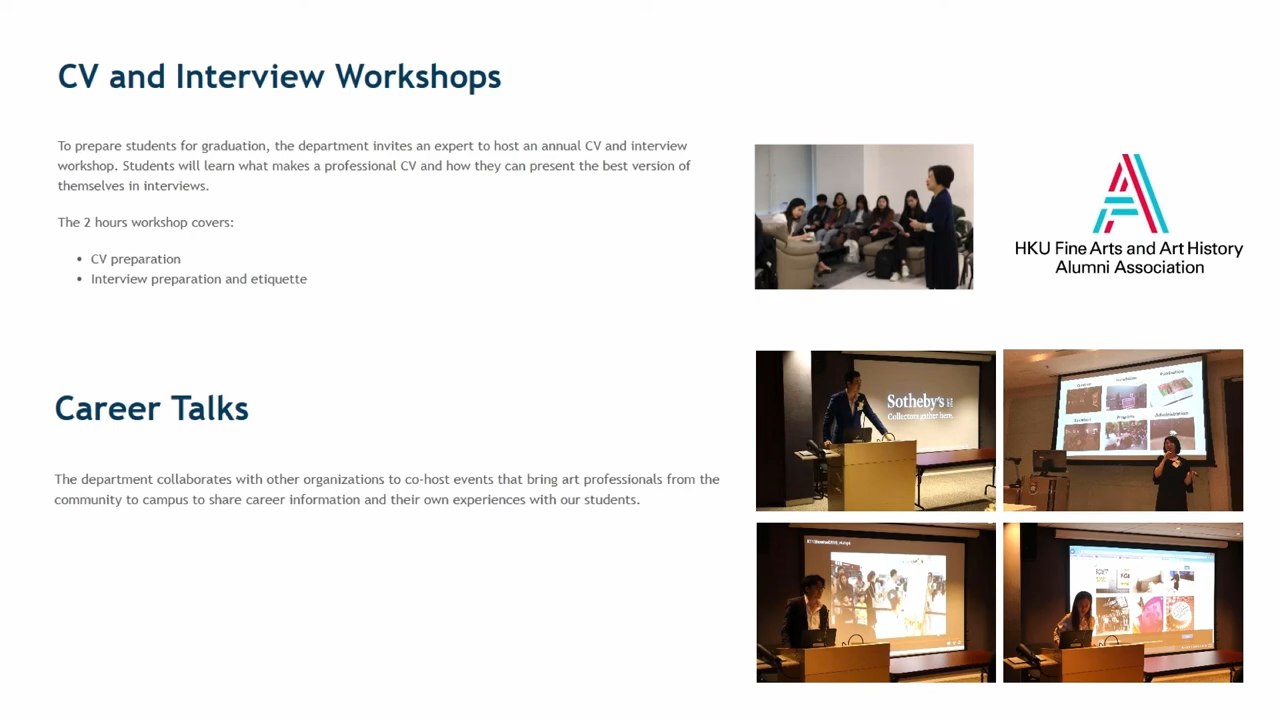 CV and Interview Workshops
To prepare students for graduation, the department invites an expert to host an annual CV and interview
workshop. Students will learn what makes a professional CV and how they can present the best version of
themselves in interviews.
The 2 hours workshop covers:
• CV preparation
• Interview preparation and etiquette
HKU Fine Arts and Art History
Alumni Association
Career Talks
The department collaborates with other organizations to co-host events that bring art professionals from the
community to campus to share career information and their own experiences with our students.
Sotheby's
Collectors gather here.